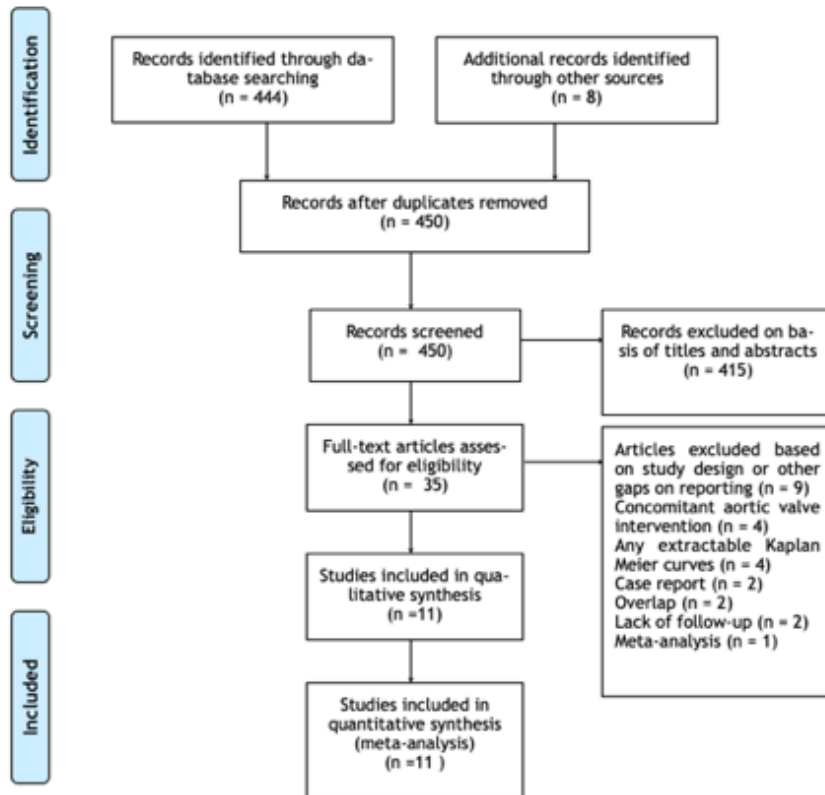 Identification
Records identified through da-
tabase searching
(n = 444)
Additional records identified
through other sources
(n = 8)
Records after duplicates removed
(n = 450)
Screening
Records screened
(n = 450)
Records excluded on ba-
sis of titles and abstracts
(n = 415)
Eligibility
Full-text articles asses-
sed for eligibility
(n = 35)
Articles excluded based
on study design or other
gaps on reporting (n = 9)
Concomitant aortic valve
intervention (n = 4)
Any extractable Kaplan
Meier curves (n = 4)
Case report (n = 2)
Overlap (n = 2)
Lack of follow-up (n = 2)
Meta-analysis (n = 1)
Studies included in qua-
litative synthesis
(n =11)
Included
Studies included in
quantitative synthesis
(meta-analysis)
(n =11 )